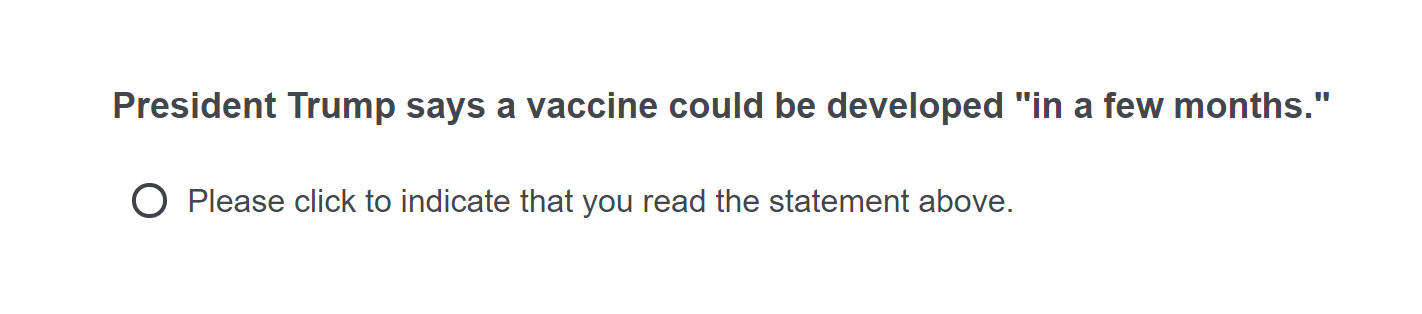 President Trump says a vaccine could be developed "in a few months."
Please click to indicate that you read the statement above.